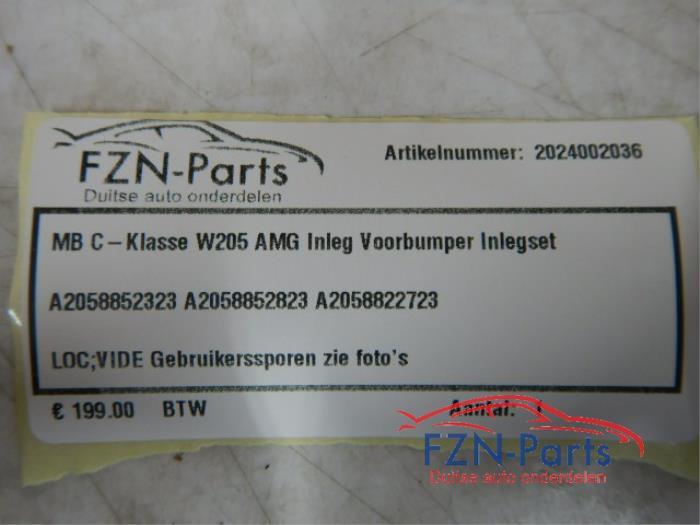 FZN-Parts
Duitse auto onderdelen
Artikelnummer: 2024002036
MB C-Klasse W205 AMG Inleg Voorbumper Inlegset
A2058852323 A2058852823 A2058822723
LOC;VIDE Gebruikerssporen zie foto's
€ 199.00 BTW
Aantal: 1
FZN-Parts
Duitse auto onderdelen